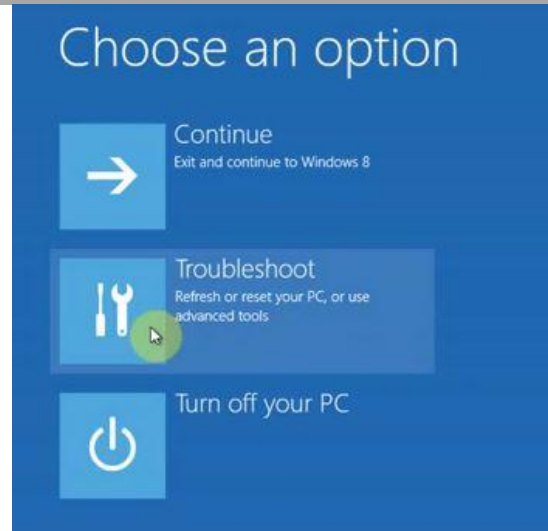 Choose an option
Continue
Exit and continue to Windows 8
Troubleshoot
Refresh or reset your PC, or use
advanced tools
Turn off your PC